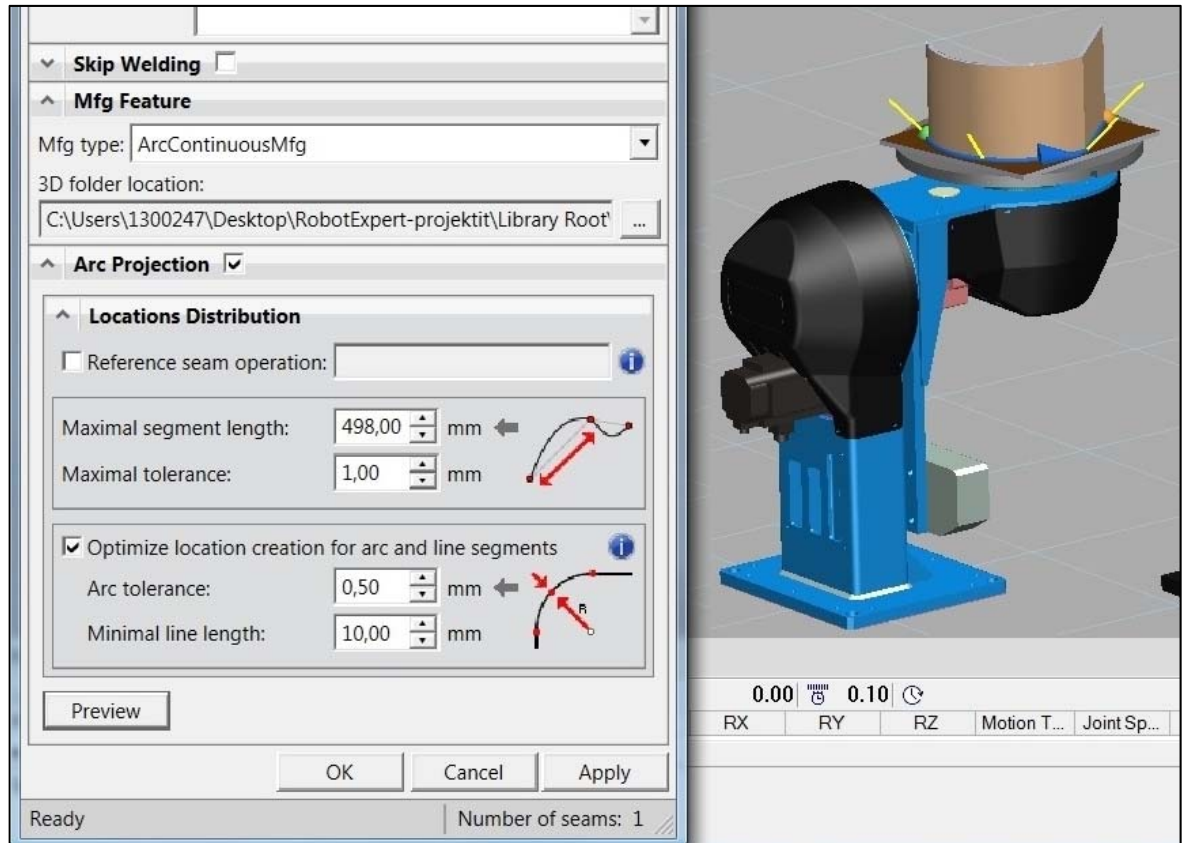 Skip Welding
Mfg Feature
Mfg type: ArcContinuousMfg
3D folder location:
C:\Users\1300247\Desktop\RobotExpert-projektit\Library Root\ ...
Arc Projection
Locations Distribution
Reference seam operation:
Maximal segment length: 498,00 mm
Maximal tolerance: 1,00 mm
Optimize location creation for arc and line segments
Arc tolerance: 0,50 mm
R
Minimal line length: 10,00 mm
Preview
OK Cancel Apply
Ready Number of seams: 1
0.00 0.10
RX RY RZ Motion T... Joint Sp...